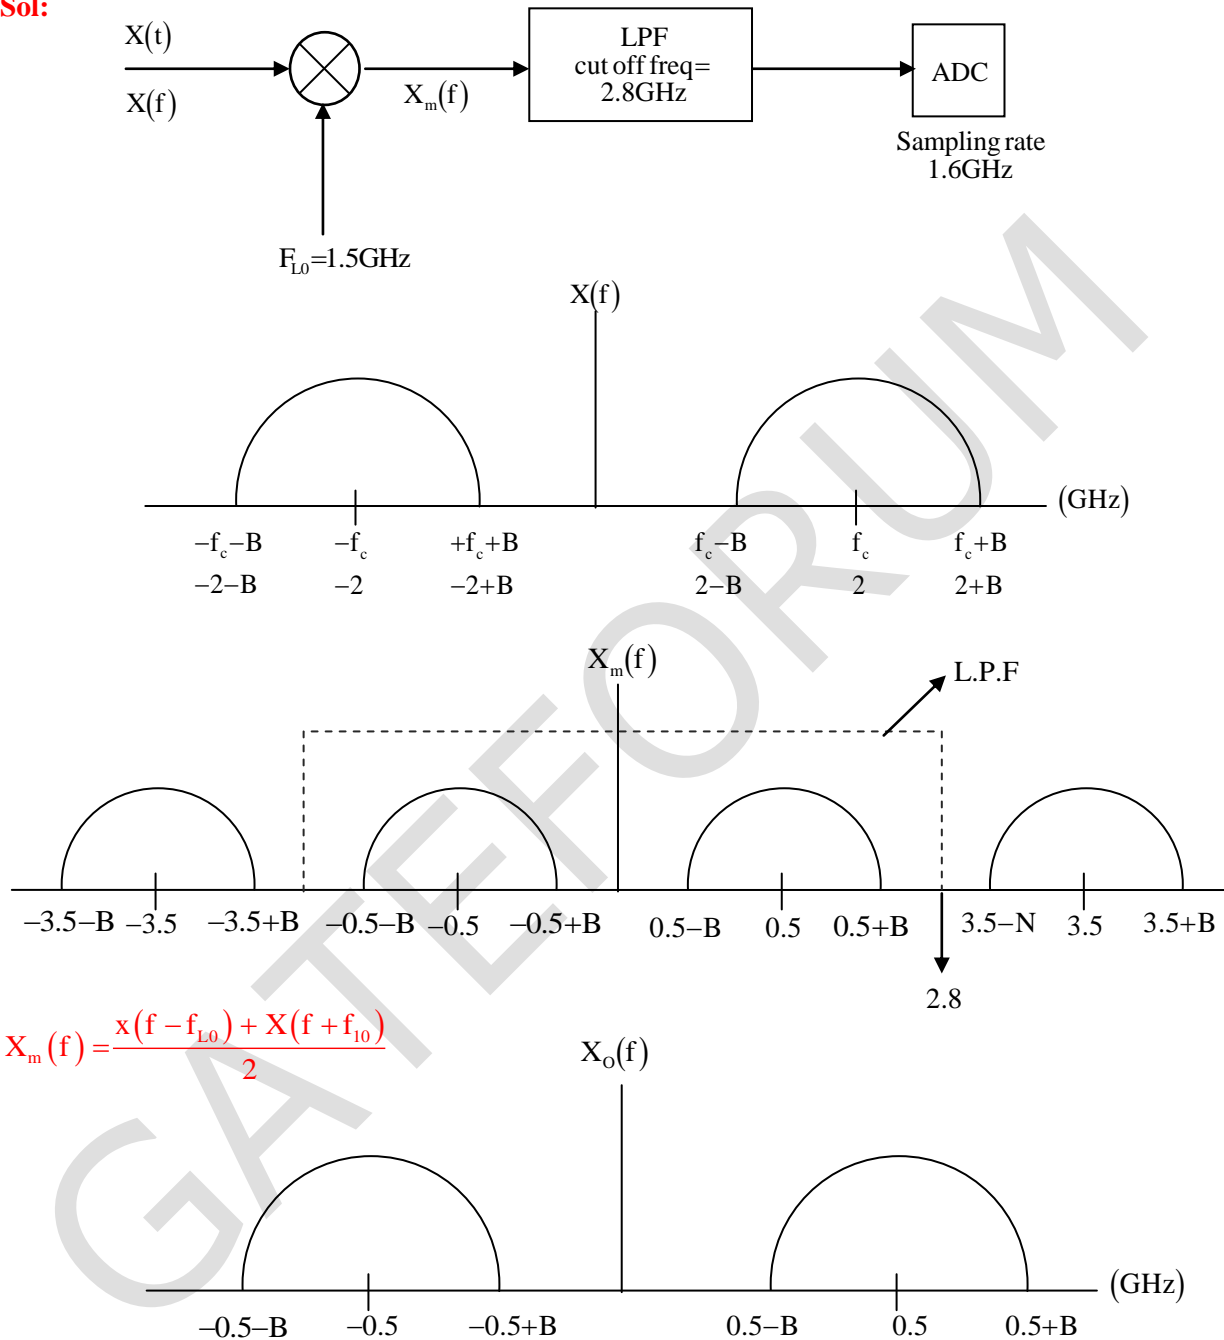 Sol:
X(t)
X(f)
X_m(f)
LPF
cut off freq=
2.8GHz
ADC
Sampling rate
1.6GHz
F_L0=1.5GHz
X(f)
(GHz)
−f_c−B −f_c +f_c+B f_c−B f_c f_c+B
−2−B −2 −2+B 2−B 2 2+B
X_m(f)
L.P.F
−3.5−B −3.5 −3.5+B −0.5−B −0.5 −0.5+B 0.5−B 0.5 0.5+B 3.5−N 3.5 3.5+B
2.8
X_m(f)=(x(f−f_L0)+X(f+f_10))/2
X_O(f)
(GHz)
−0.5−B −0.5 −0.5+B 0.5−B 0.5 0.5+B
GATEFORUM